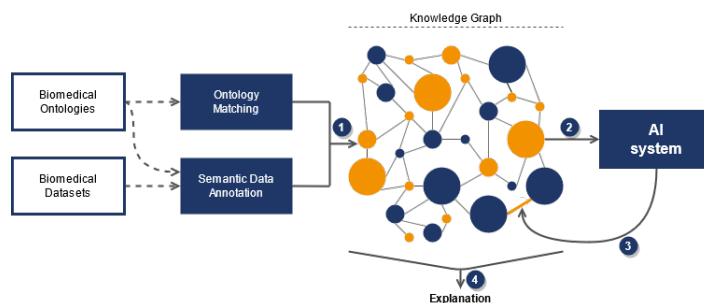 Knowledge Graph
Biomedical
Ontologies
Ontology
Matching
1
2
AI
system
Biomedical
Datasets
Semantic Data
Annotation
3
4
Explanation